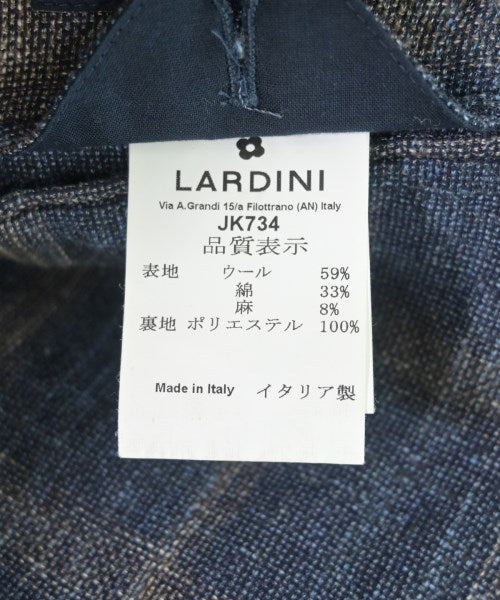 LARDINI
Via A.Grandi 15/a Filottrano (AN) Italy
JK734
品質表示
表地 ウール 59%
綿 33%
麻 8%
裏地 ポリエステル 100%
Made in Italy イタリア製